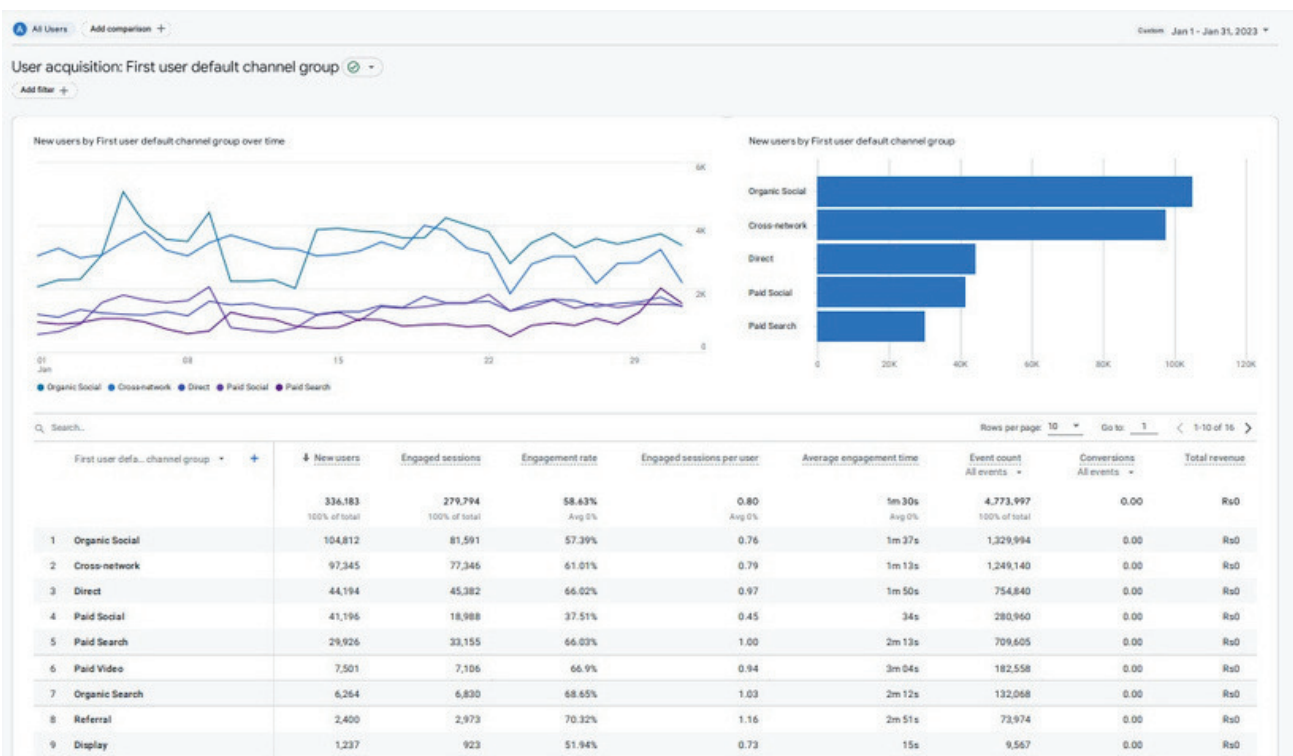 A All Users Add comparison +
Custom Jan 1 - Jan 31, 2023
User acquisition: First user default channel group
Add filter +
New users by First user default channel group over time
6K
4K
2K
0
01 Jan 08 15 22 29
Organic Social Cross-network Direct Paid Social Paid Search
New users by First user default channel group
Organic Social
Cross-network
Direct
Paid Social
Paid Search
0 20K 40K 60K 80K 100K 120K
Search... Rows per page: 10 Go to: 1 < 1-10 of 16 >
First user defa... channel group + ↓ New users Engaged sessions Engagement rate Engaged sessions per user Average engagement time Event count Conversions Total revenue
All events All events
336,183 279,794 58.63% 0.80 1m 30s 4,773,997 0.00 Rs0
100% of total 100% of total Avg 0% Avg 0% Avg 0% 100% of total
1 Organic Social 104,812 81,591 57.39% 0.76 1m 37s 1,329,994 0.00 Rs0
2 Cross-network 97,345 77,346 61.01% 0.79 1m 13s 1,249,140 0.00 Rs0
3 Direct 44,194 45,382 66.02% 0.97 1m 50s 754,840 0.00 Rs0
4 Paid Social 41,196 18,988 37.51% 0.45 34s 280,960 0.00 Rs0
5 Paid Search 29,926 33,155 66.03% 1.00 2m 13s 709,605 0.00 Rs0
6 Paid Video 7,501 7,106 66.9% 0.94 3m 04s 182,558 0.00 Rs0
7 Organic Search 6,264 6,830 68.65% 1.03 2m 12s 132,068 0.00 Rs0
8 Referral 2,400 2,973 70.32% 1.16 2m 51s 73,974 0.00 Rs0
9 Display 1,237 923 51.94% 0.73 15s 9,567 0.00 Rs0